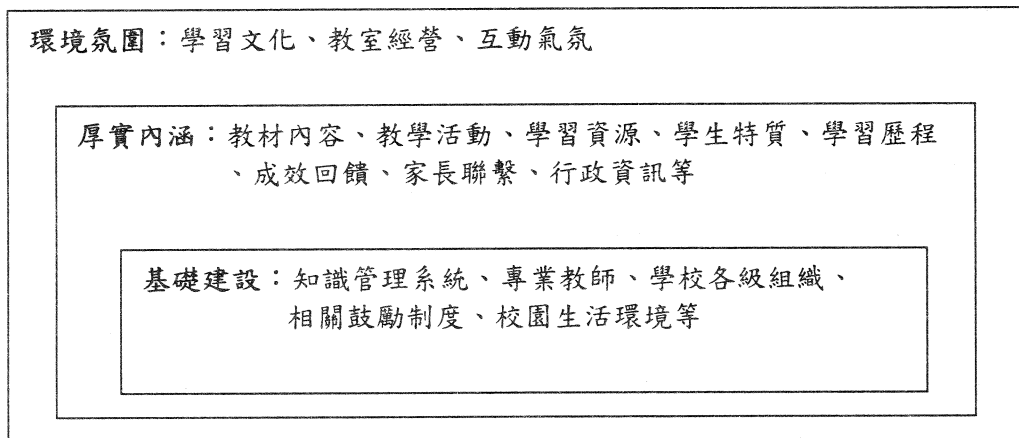 環境氛圍：學習文化、教室經營、互動氣氛
厚實內涵：教材內容、教學活動、學習資源、學生特質、學習歷程
、成效回饋、家長聯繫、行政資訊等
基礎建設：知識管理系統、專業教師、學校各級組織、
相關鼓勵制度、校園生活環境等